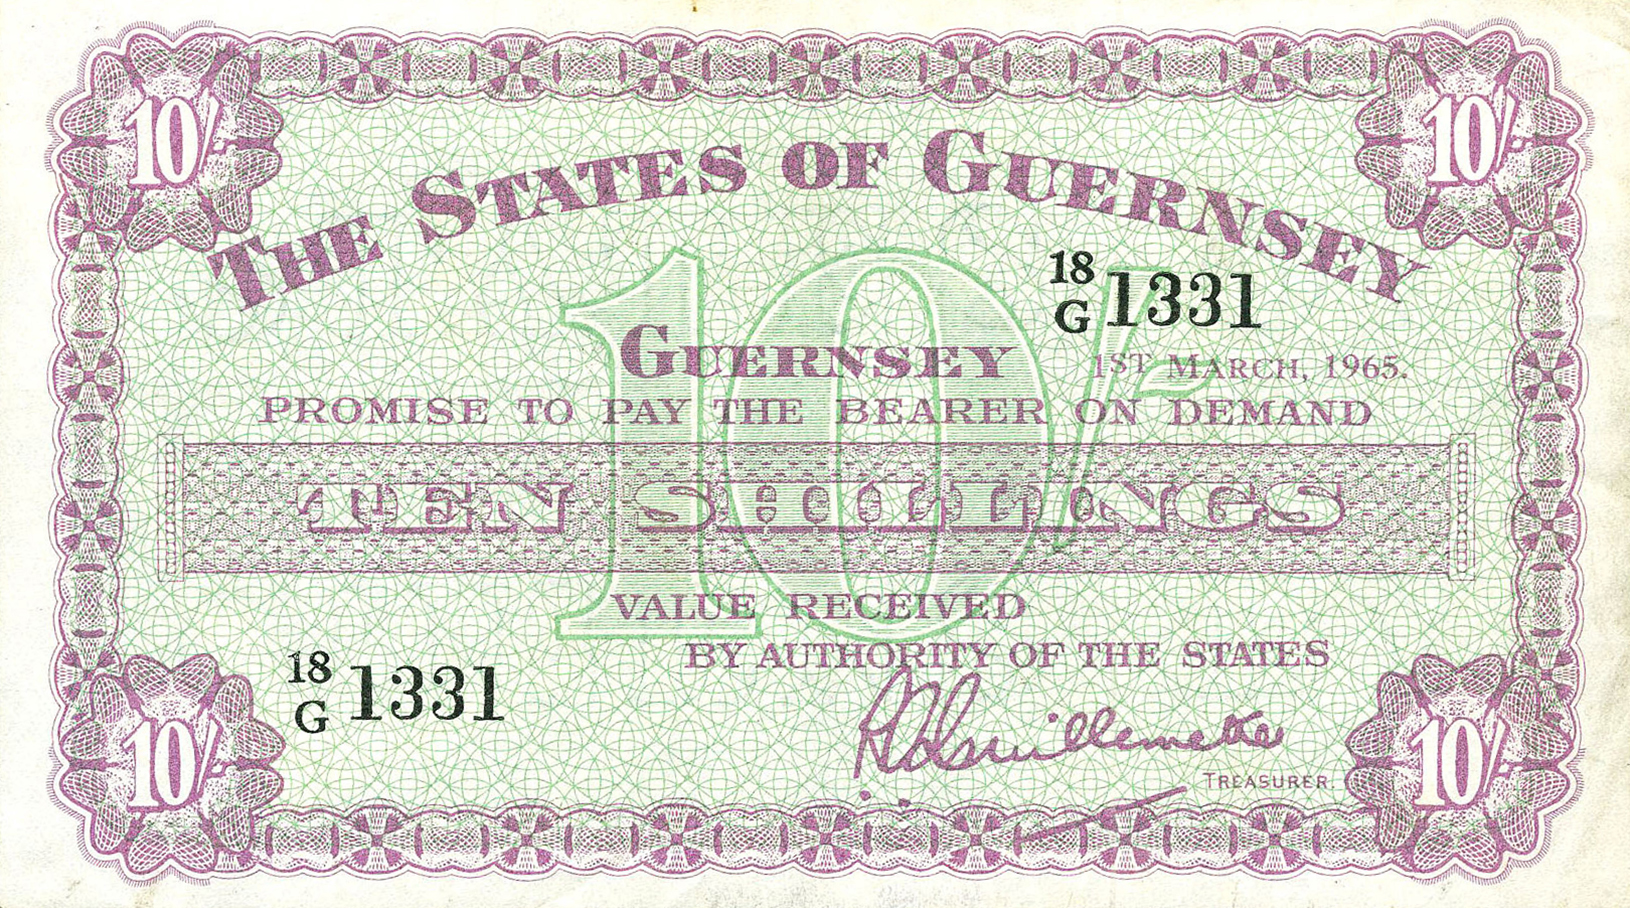 10/- 10/-
THE STATES OF GUERNSEY
10/-
18
G 1331
GUERNSEY 1ST MARCH, 1965.
PROMISE TO PAY THE BEARER ON DEMAND
TEN SHILLINGS
VALUE RECEIVED
BY AUTHORITY OF THE STATES
18
G 1331
TREASURER.
10/- 10/-